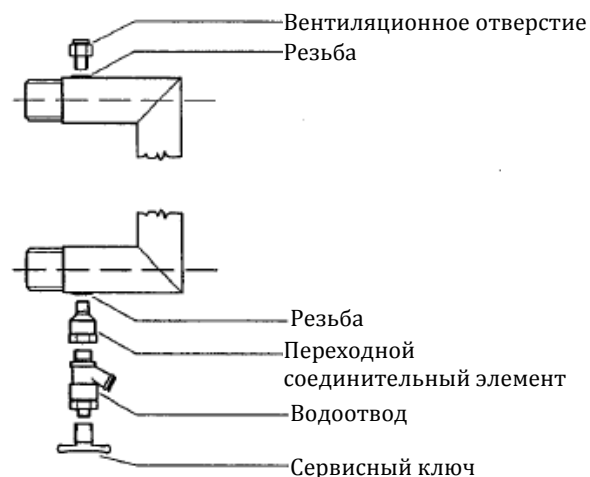 Вентиляционное отверстие
Резьба
Резьба
Переходной
соединительный элемент
Водоотвод
Сервисный ключ